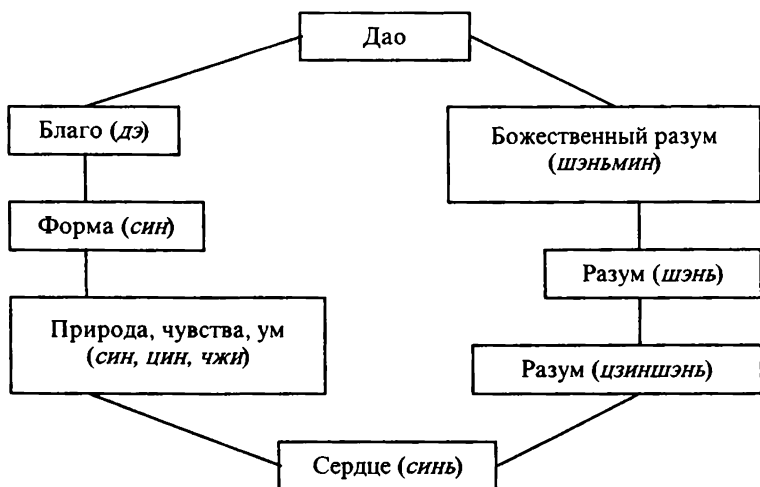 Дао
Благо (дэ)
Божественный разум
(шэньмин)
Форма (син)
Разум (шэнь)
Природа, чувства, ум
(син, цин, чжи)
Разум (цзиншэнь)
Сердце (синь)